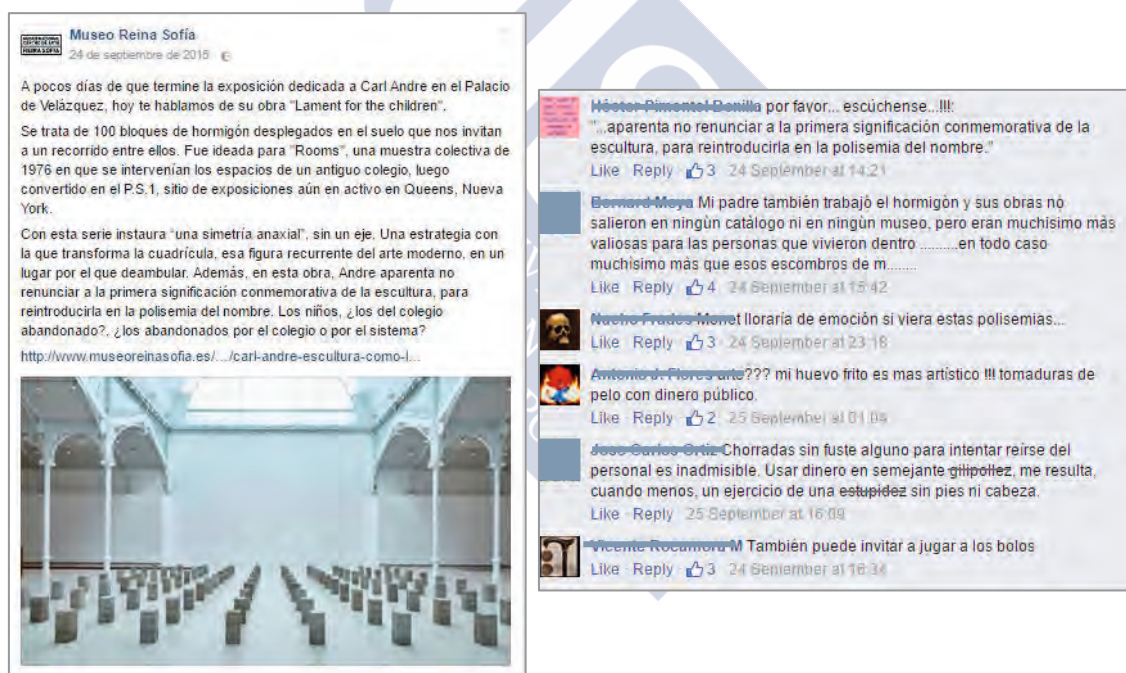 Museo Reina Sofía
REINA SOFIA
24 de septiembre de 2015
A pocos días de que termine la exposición dedicada a Carl Andre en el Palacio
de Velázquez, hoy te hablamos de su obra "Lament for the children".
Se trata de 100 bloques de hormigón desplegados en el suelo que nos invitan
a un recorrido entre ellos. Fue ideada para "Rooms", una muestra colectiva de
1976 en que se intervenían los espacios de un antiguo colegio, luego
convertido en el P.S.1, sitio de exposiciones aún en activo en Queens, Nueva
York.
Con esta serie instaura "una simetría anaxial", sin un eje. Una estrategia con
la que transforma la cuadrícula, esa figura recurrente del arte moderno, en un
lugar por el que deambular. Además, en esta obra, Andre aparenta no
renunciar a la primera significación conmemorativa de la escultura, para
reintroducirla en la polisemia del nombre. Los niños, ¿los del colegio
abandonado?, ¿los abandonados por el colegio o por el sistema?
http://www.museoreinasofia.es/.../carl-andre-escultura-como-l...
por favor... escúchense...!!!:
"...aparenta no renunciar a la primera significación conmemorativa de la
escultura, para reintroducirla en la polisemia del nombre."
Like · Reply · 3 · 24 September at 14:21
Mi padre también trabajò el hormigòn y sus obras no
salieron en ningùn catàlogo ni en ningùn museo, pero eran muchìsimo màs
valiosas para las personas que vivieron dentro ..........en todo caso
muchìsimo màs que esos escombros de m........
Like · Reply · 4 · 24 September at 15:42
Monet lloraría de emoción si viera estas polisemias...
Like · Reply · 3 · 24 September at 23:18
arte??? mi huevo frito es mas artístico !!! tomaduras de
pelo con dinero público.
Like · Reply · 2 · 25 September at 01:04
Chorradas sin fuste alguno para intentar reírse del
personal es inadmisible. Usar dinero en semejante gilipollez, me resulta,
cuando menos, un ejercicio de una estupidez sin pies ni cabeza.
Like · Reply · 25 September at 16:09
M También puede invitar a jugar a los bolos
Like · Reply · 3 · 24 September at 16:34